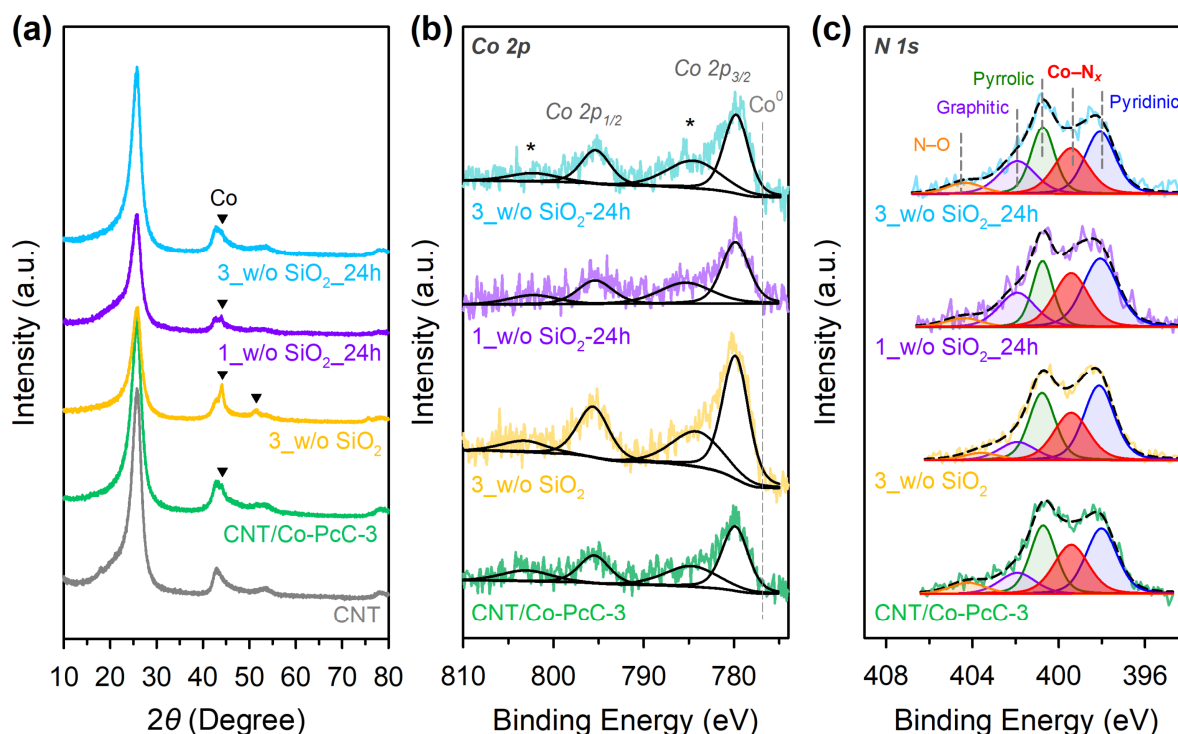 (a)
Co
3_w/o SiO₂_24h
1_w/o SiO₂_24h
3_w/o SiO₂
CNT/Co-PcC-3
CNT
Intensity (a.u.)
10 20 30 40 50 60 70 80
2θ (Degree)
(b)
Co 2p
Co 2p₃/₂
Co⁰
Co 2p₁/₂
* *
3_w/o SiO₂-24h
1_w/o SiO₂-24h
3_w/o SiO₂
CNT/Co-PcC-3
Intensity (a.u.)
810 800 790 780
Binding Energy (eV)
(c)
N 1s
Pyrrolic Co–Nₓ
Graphitic Pyridinic
N–O
3_w/o SiO₂_24h
1_w/o SiO₂_24h
3_w/o SiO₂
CNT/Co-PcC-3
Intensity (a.u.)
408 404 400 396
Binding Energy (eV)